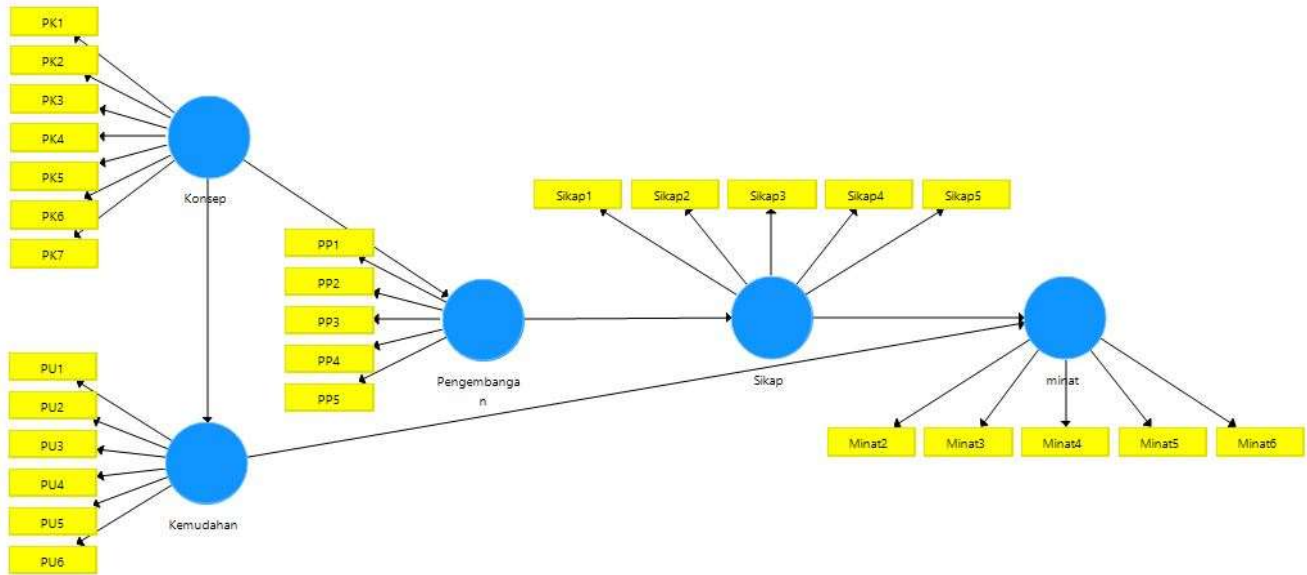 PK1
PK2
PK3
PK4
PK5
PK6
PK7
Konsep
PP1
PP2
PP3
PP4
PP5
Pengembanga
n
Sikap1
Sikap2
Sikap3
Sikap4
Sikap5
Sikap
minat
Minat2
Minat3
Minat4
Minat5
Minat6
PU1
PU2
PU3
PU4
PU5
PU6
Kemudahan